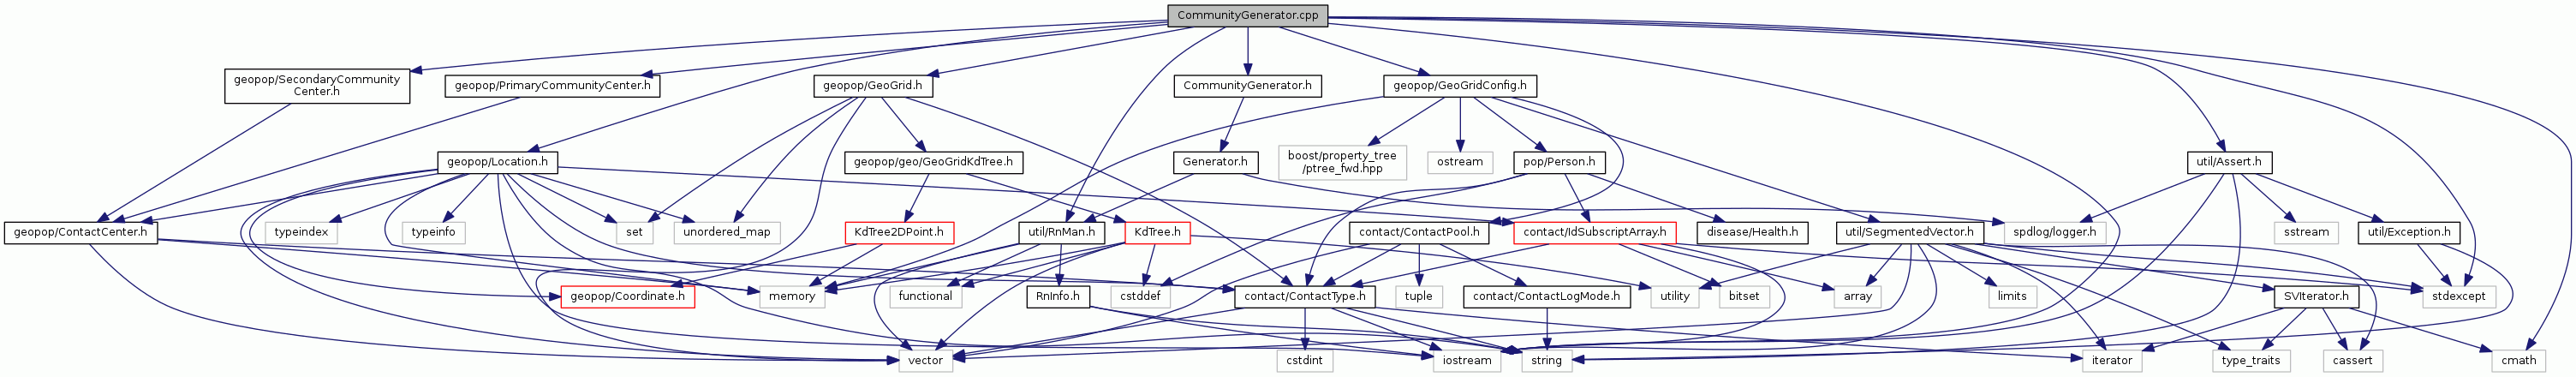 CommunityGenerator.cpp
geopop/SecondaryCommunity
Center.h
geopop/PrimaryCommunityCenter.h
geopop/GeoGrid.h
CommunityGenerator.h
geopop/GeoGridConfig.h
geopop/Location.h
geopop/geo/GeoGridKdTree.h
Generator.h
boost/property_tree
/ptree_fwd.hpp
ostream
pop/Person.h
util/Assert.h
geopop/ContactCenter.h
typeindex
typeinfo
set
unordered_map
KdTree2DPoint.h
util/RnMan.h
KdTree.h
contact/ContactPool.h
contact/IdSubscriptArray.h
disease/Health.h
util/SegmentedVector.h
spdlog/logger.h
sstream
util/Exception.h
geopop/Coordinate.h
memory
functional
RnInfo.h
cstddef
contact/ContactType.h
tuple
contact/ContactLogMode.h
utility
bitset
array
limits
SVIterator.h
stdexcept
vector
iostream
cstdint
string
iterator
type_traits
cassert
cmath